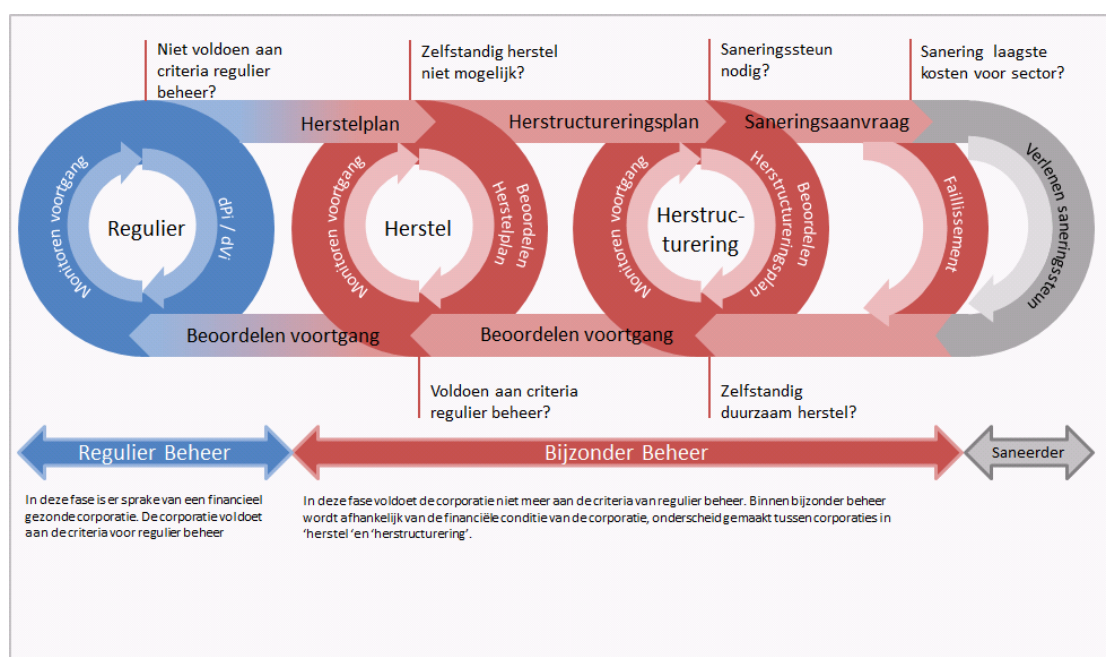 Niet voldoen aan
criteria regulier
beheer?
Zelfstandig herstel
niet mogelijk?
Saneringssteun
nodig?
Sanering laagste
kosten voor sector?
Herstelplan
Herstructureringsplan
Saneringsaanvraag
Monitoren voortgang
Regulier
dPi / dVi
Monitoren voortgang
Herstel
Beoordelen
Herstelplan
Monitoren voortgang
Herstruc-
turering
Beoordelen
Herstructureringsplan
Faillissement
Verlenen saneringssteun
Beoordelen voortgang
Beoordelen voortgang
Voldoen aan criteria
regulier beheer?
Zelfstandig
duurzaam herstel?
Regulier Beheer
Bijzonder Beheer
Saneerder
In deze fase is er sprake van een financieel
gezonde corporatie. De corporatie voldoet
aan de criteria voor regulier beheer
In deze fase voldoet de corporatie niet meer aan de criteria van regulier beheer. Binnen bijzonder beheer
wordt afhankelijk van de financiële conditie van de corporatie, onderscheid gemaakt tussen corporaties in
‘herstel ‘en ‘herstructurering’.